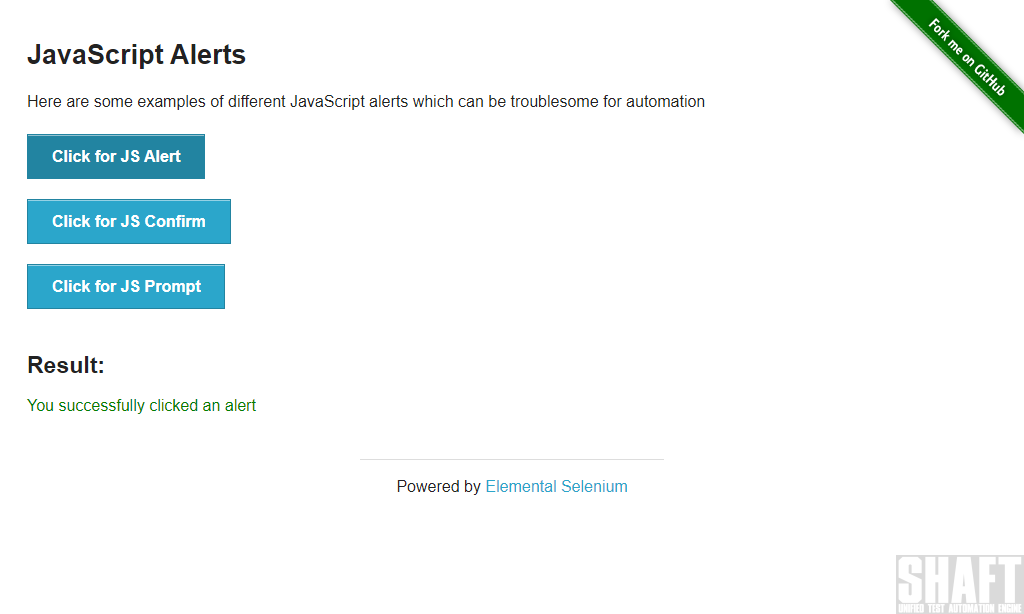 Fork me on GitHub
JavaScript Alerts
Here are some examples of different JavaScript alerts which can be troublesome for automation
Click for JS Alert
Click for JS Confirm
Click for JS Prompt
Result:
You successfully clicked an alert
Powered by Elemental Selenium
SHAFT
UNIFIED TEST AUTOMATION ENGINE